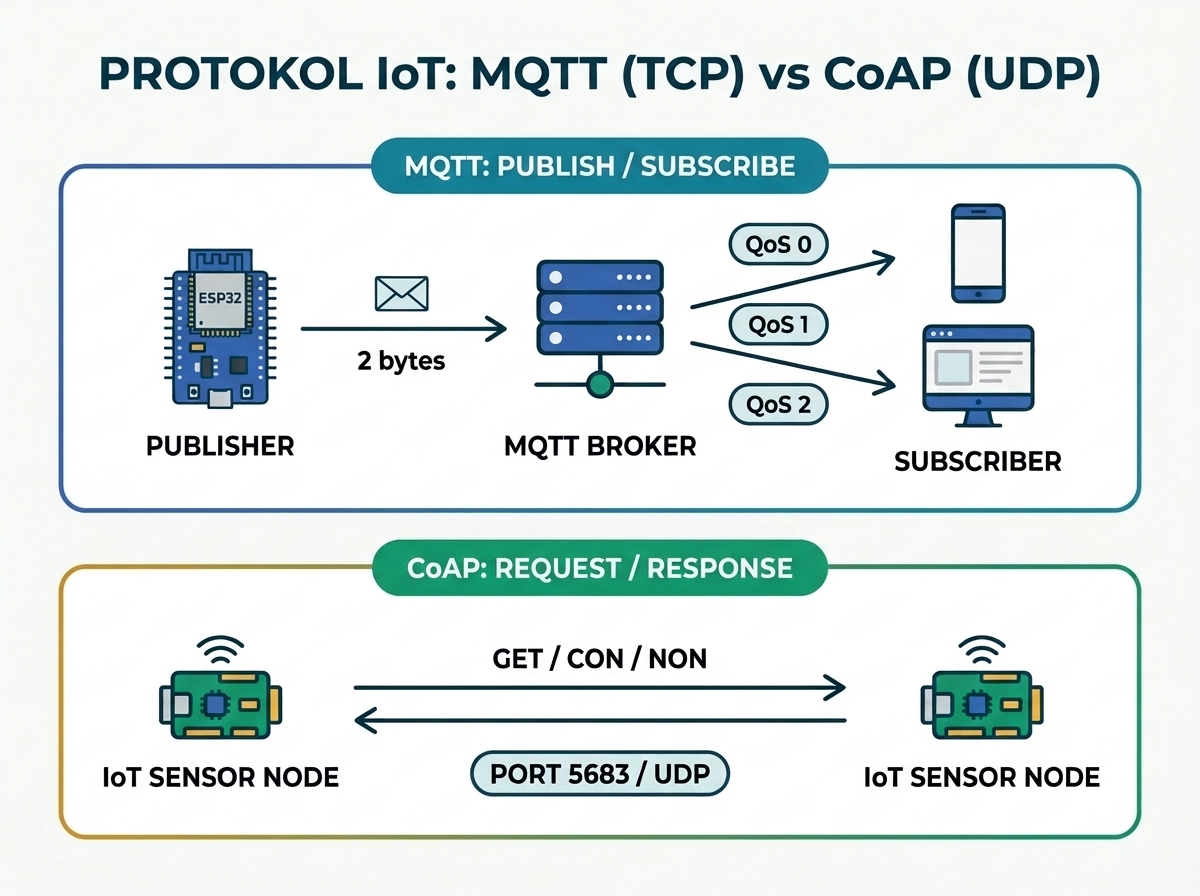 PROTOKOL IoT: MQTT (TCP) vs CoAP (UDP)
MQTT: PUBLISH / SUBSCRIBE
ESP32
2 bytes
PUBLISHER
MQTT BROKER
QoS 0
QoS 1
QoS 2
SUBSCRIBER
CoAP: REQUEST / RESPONSE
GET / CON / NON
PORT 5683 / UDP
IoT SENSOR NODE
IoT SENSOR NODE